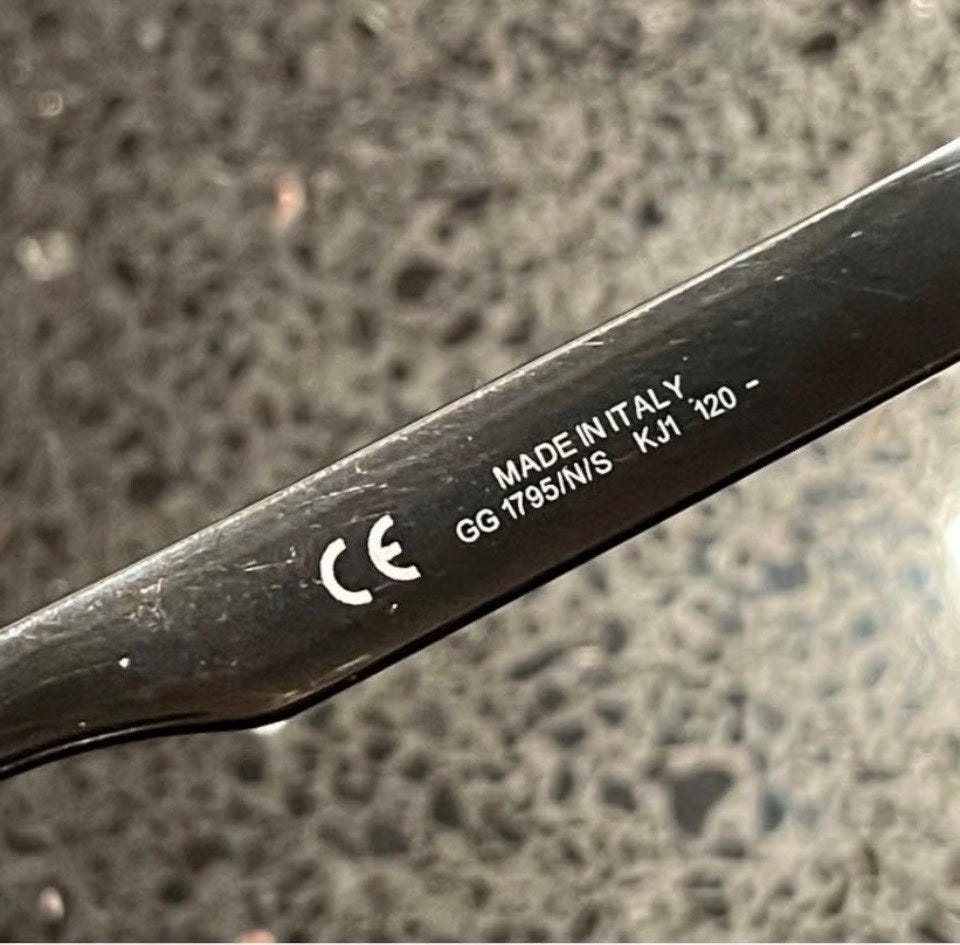 MADE IN ITALY
GG 1795/N/S KJ1 120 -
CE